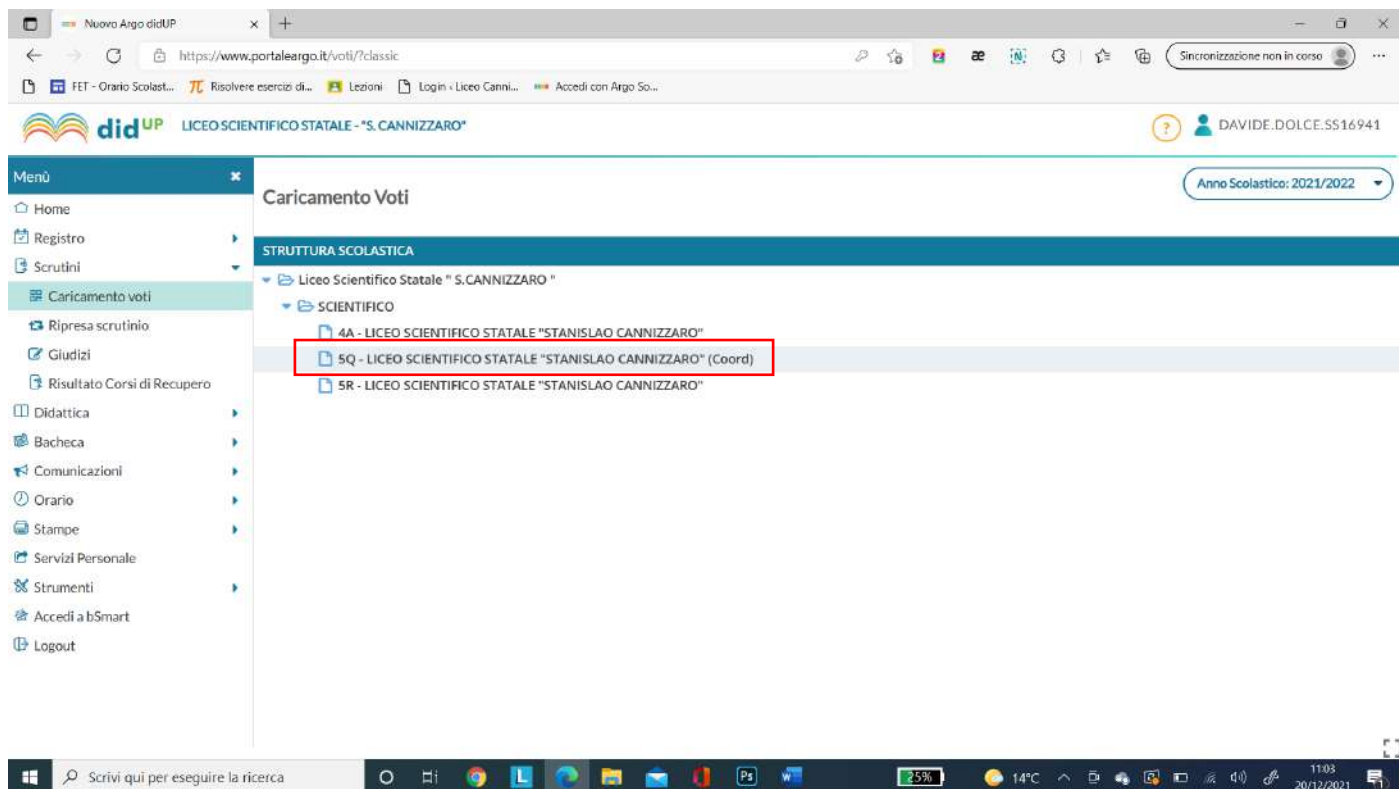 Nuovo Argo didUP
https://www.portaleargo.it/voti/?classic
Sincronizzazione non in corso
FET - Orario Scolast...
Risolvere esercizi di...
Lezioni
Login ‹ Liceo Canni...
Accedi con Argo So...
didUP
LICEO SCIENTIFICO STATALE - "S. CANNIZZARO"
?
DAVIDE.DOLCE.SS16941
Menù
Home
Registro
Scrutini
Caricamento voti
Ripresa scrutinio
Giudizi
Risultato Corsi di Recupero
Didattica
Bacheca
Comunicazioni
Orario
Stampe
Servizi Personale
Strumenti
Accedi a bSmart
Logout
Caricamento Voti
Anno Scolastico: 2021/2022
STRUTTURA SCOLASTICA
Liceo Scientifico Statale " S.CANNIZZARO "
SCIENTIFICO
4A - LICEO SCIENTIFICO STATALE "STANISLAO CANNIZZARO"
5Q - LICEO SCIENTIFICO STATALE "STANISLAO CANNIZZARO" (Coord)
5R - LICEO SCIENTIFICO STATALE "STANISLAO CANNIZZARO"
Scrivi qui per eseguire la ricerca
L
Ps
W
25%
14°C
11:03
20/12/2021